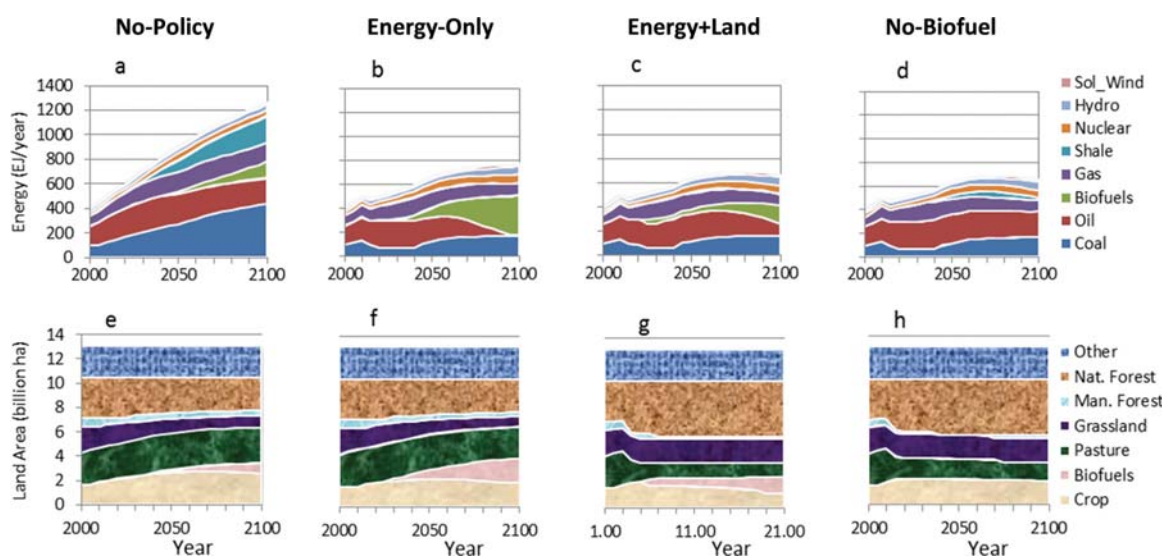 No-Policy Energy-Only Energy+Land No-Biofuel
a b c d
Energy (EJ/year)
1400
1200
1000
800
600
400
200
0
2000 2050 2100
2000 2050 2100
2000 2050 2100
2000 2050 2100
Sol_Wind
Hydro
Nuclear
Shale
Gas
Biofuels
Oil
Coal
e f g h
Land Area (billion ha)
14
12
10
8
6
4
2
0
2000 2050 2100
2000 2050 2100
1.00 11.00 21.00
2000 2050 2100
Year Year Year Year
Other
Nat. Forest
Man. Forest
Grassland
Pasture
Biofuels
Crop